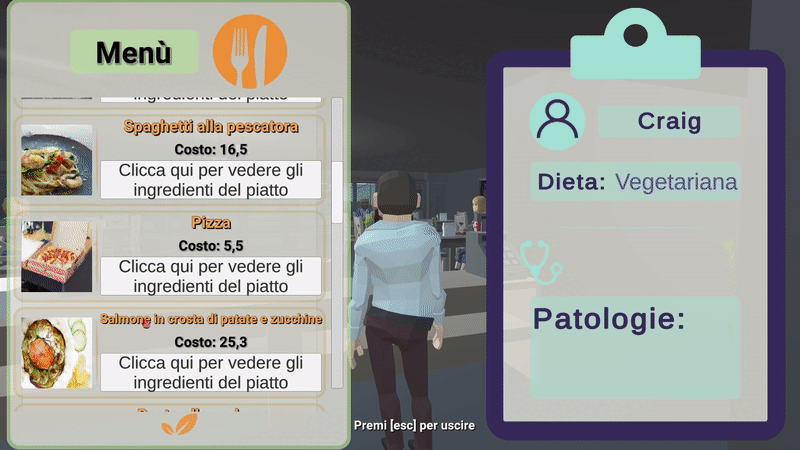 Menù
ingredienti del piatto
Spaghetti alla pescatora
Costo: 16,5
Clicca qui per vedere gli
ingredienti del piatto
Pizza
Costo: 5,5
Clicca qui per vedere gli
ingredienti del piatto
Salmone in crosta di patate e zucchine
Costo: 25,3
Clicca qui per vedere gli
ingredienti del piatto
Craig
Dieta: Vegetariana
Patologie:
Premi [esc] per uscire